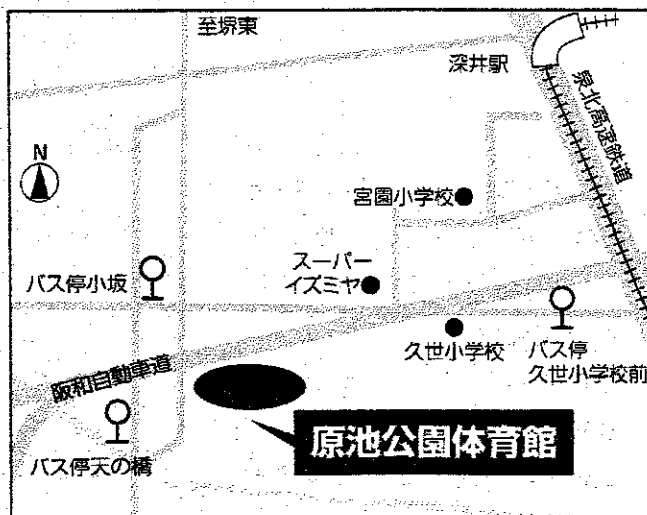 至堺東
深井駅
泉北高速鉄道
N
宮園小学校
スーパー
イズミヤ
バス停小坂
久世小学校
バス停
久世小学校前
阪和自動車道
バス停天の橋
原池公園体育館